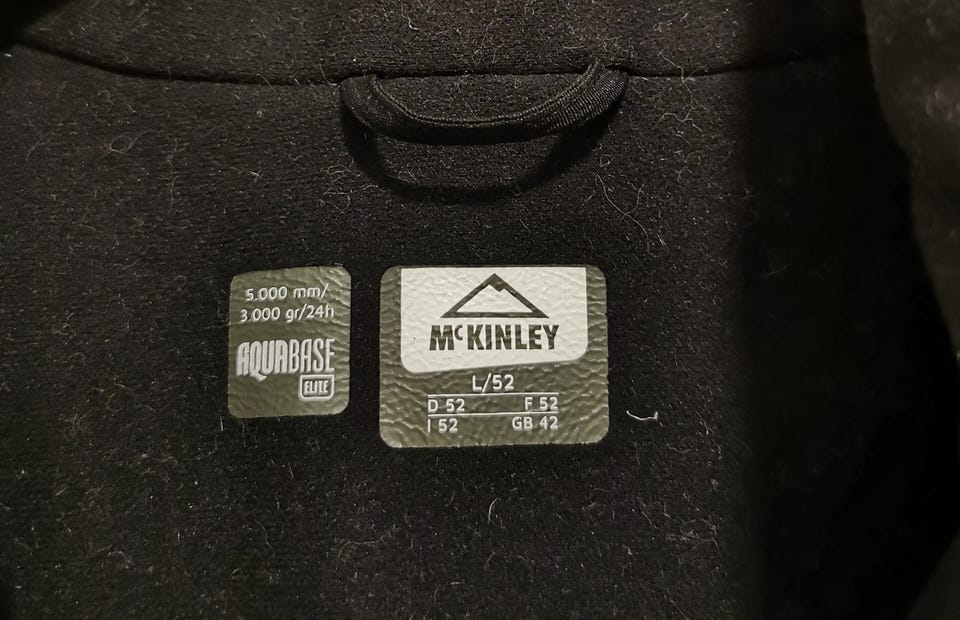 5.000 mm/
3.000 gr/24h
AQUABASE
ELITE
McKINLEY
L/52
D 52 F 52
I 52 GB 42